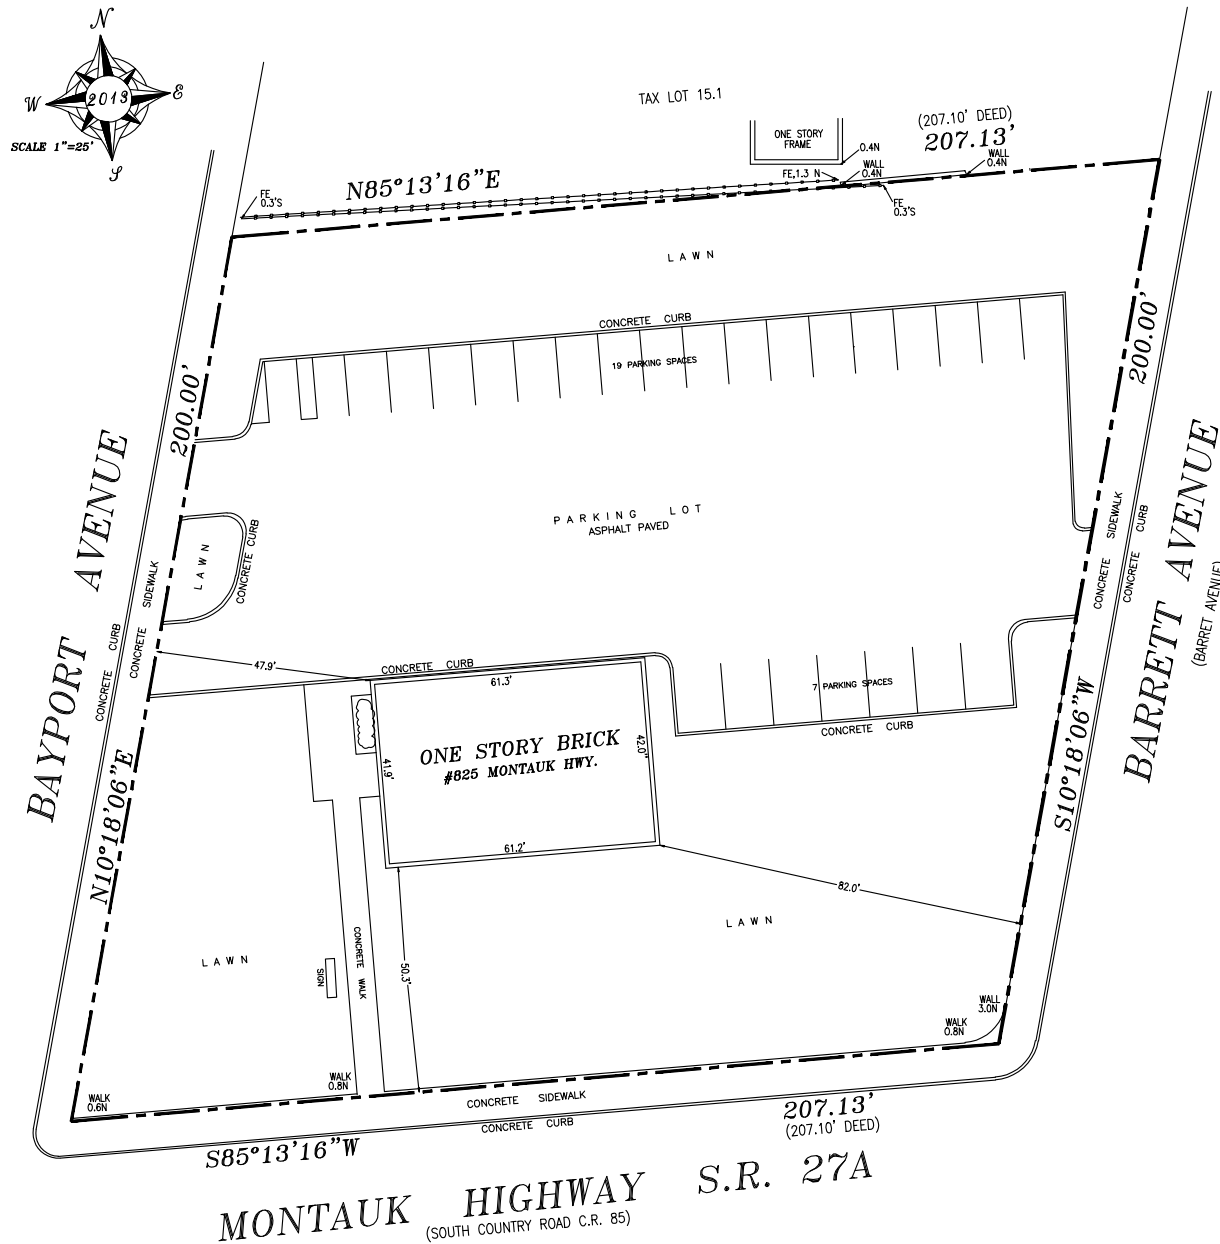 N
W
2013
E
SCALE 1"=25'
S
TAX LOT 15.1
ONE STORY
FRAME
0.4N
(207.10' DEED)
207.13'
WALL
0.4N
FE,1.3 N
WALL
0.4N
FE
0.3'S
N85°13'16"E
FE
0.3'S
LAWN
CONCRETE CURB
19 PARKING SPACES
200.00'
200.00'
PARKING LOT
ASPHALT PAVED
LAWN
CONCRETE CURB
BAYPORT AVENUE
CONCRETE CURB
CONCRETE SIDEWALK
CONCRETE SIDEWALK
CONCRETE CURB
BARRETT AVENUE
(BARRET AVENUE)
47.9'
CONCRETE CURB
61.3'
7 PARKING SPACES
CONCRETE CURB
ONE STORY BRICK
#825 MONTAUK HWY.
41.9'
42.0"
61.2'
N10°18'06"E
S10°18'06"W
82.0'
LAWN
LAWN
SIGN
CONCRETE WALK
50.3'
WALL
3.0N
WALK
0.8N
WALK
0.8N
WALK
0.6N
CONCRETE SIDEWALK
CONCRETE CURB
207.13'
(207.10' DEED)
S85°13'16"W
MONTAUK HIGHWAY S.R. 27A
(SOUTH COUNTRY ROAD C.R. 85)